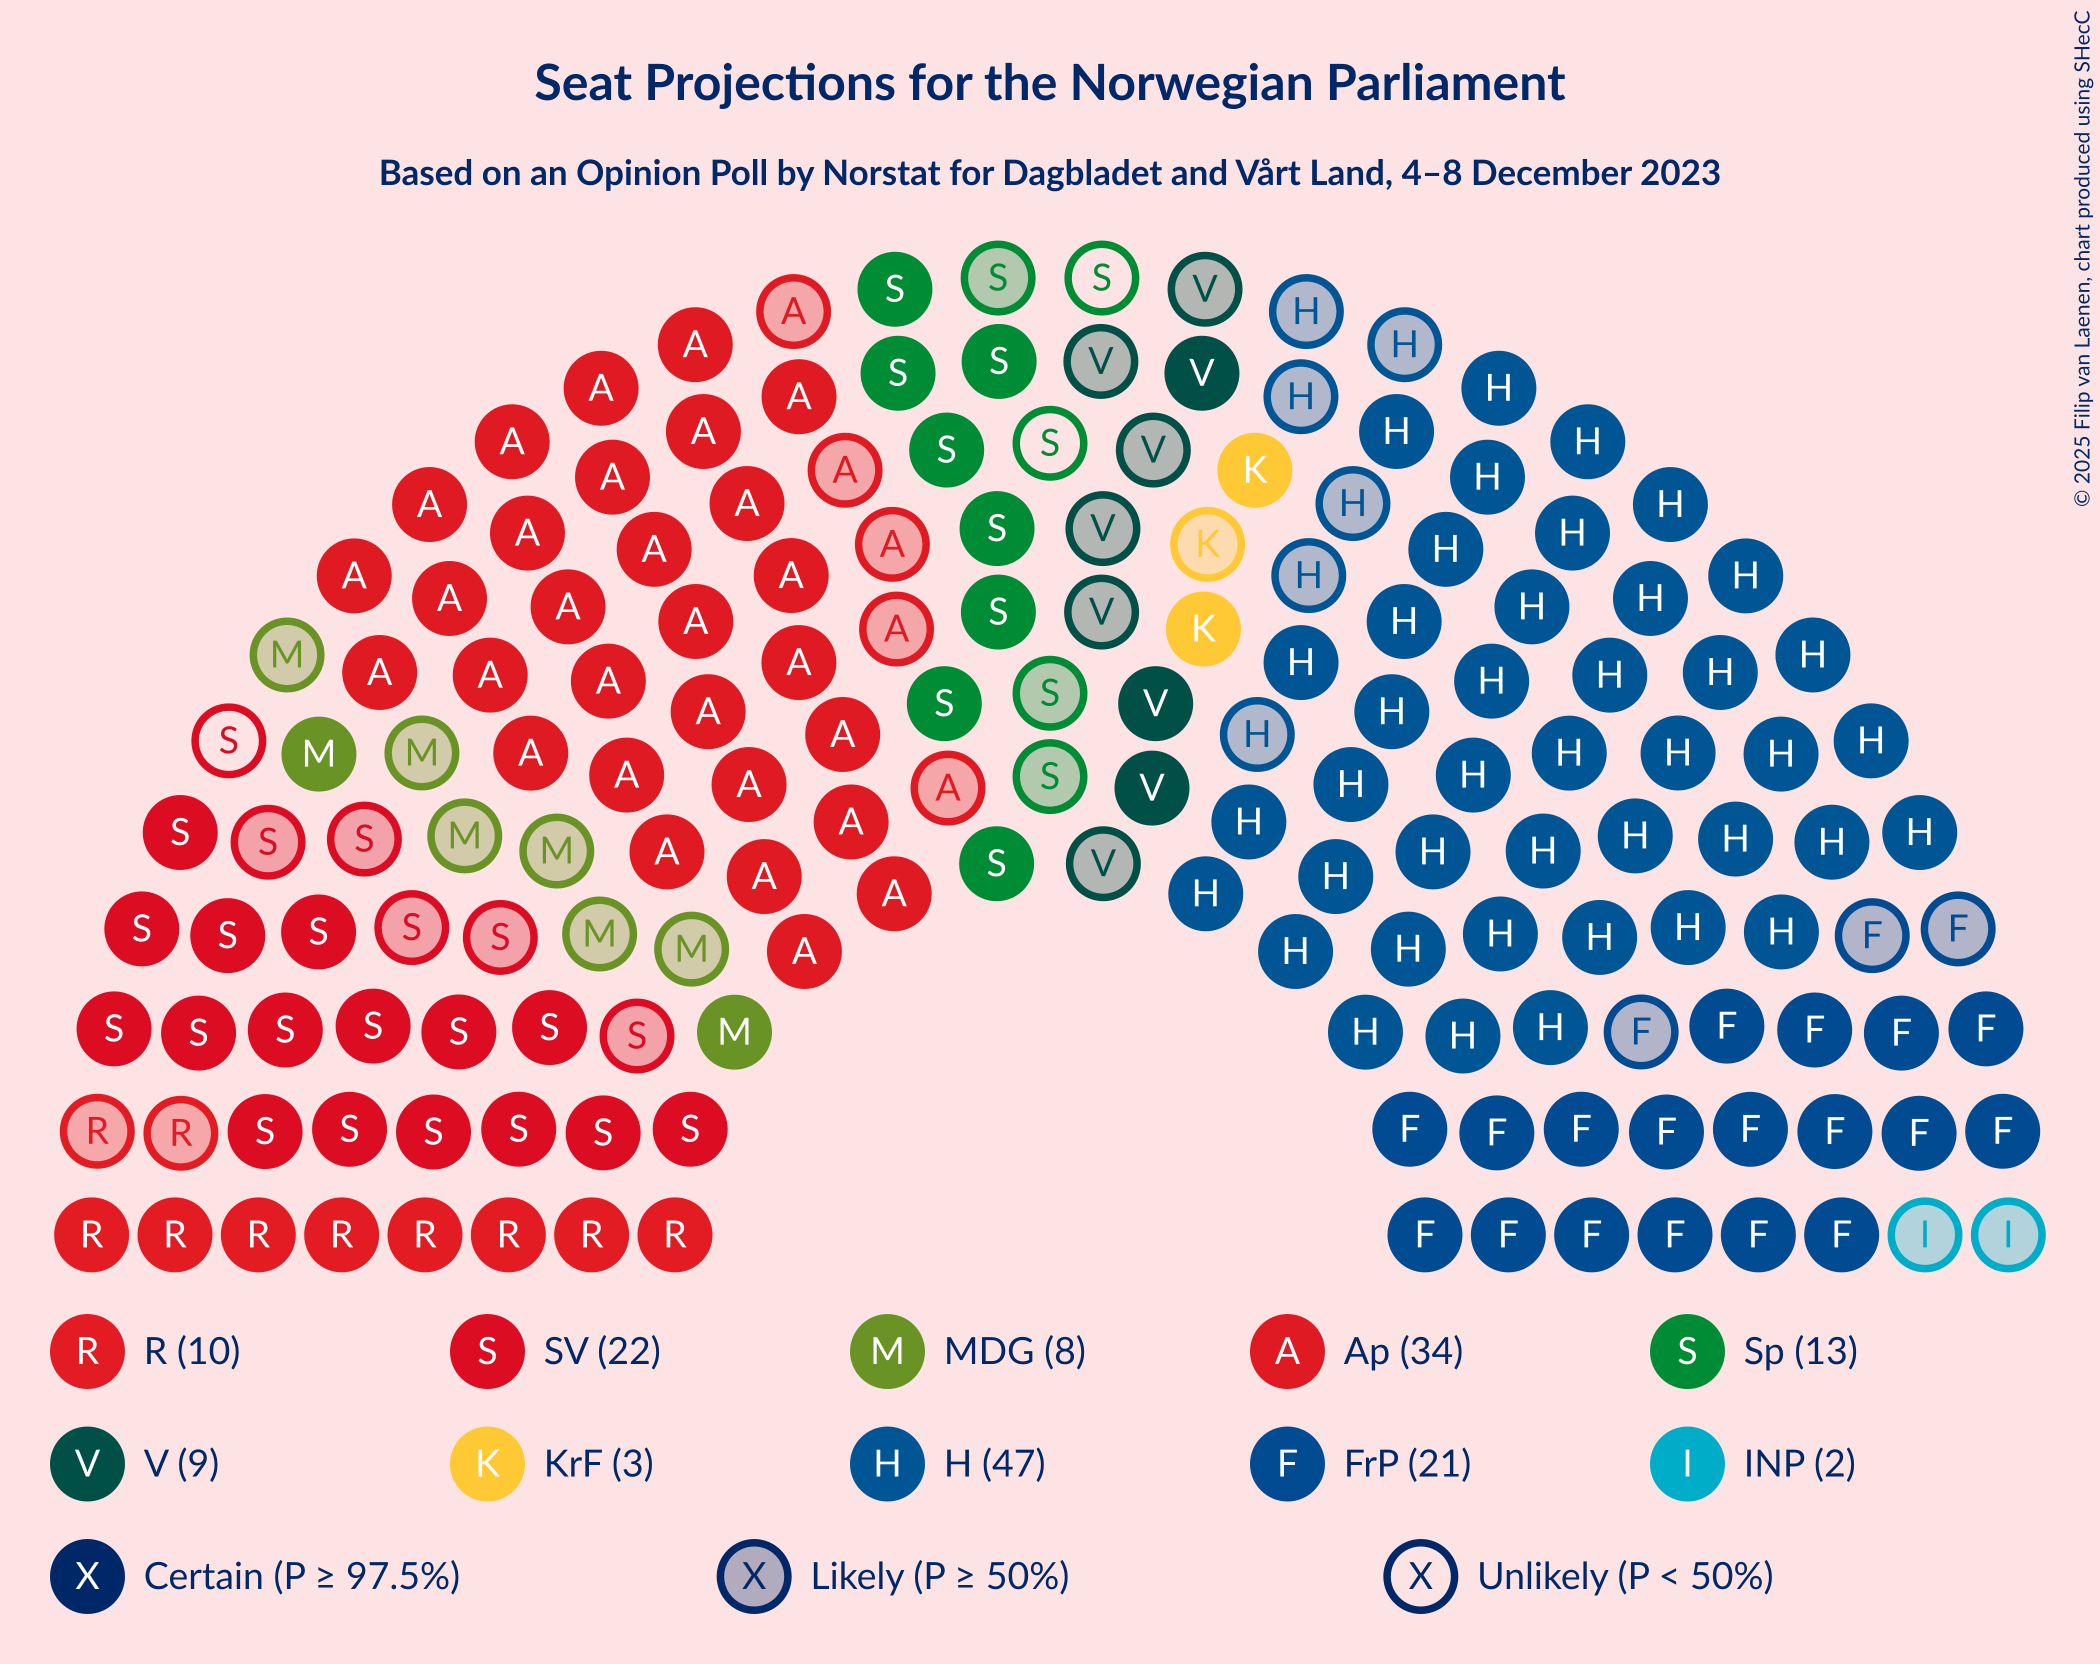 Seat Projections for the Norwegian Parliament
Based on an Opinion Poll by Norstat for Dagbladet and Vårt Land, 4–8 December 2023
© 2025 Filip van Laenen, chart produced using SHecC
S S S V
A H H
A S S V V H
A A H H
A A S S V K H H
A A A H H H
A A A S V K H H H
A A A A H H H H
M A A A A S V K H H H H H
A A A A S S V H H H H H
S M M A A A A A S V H H H H H H H
S S S M M A A A H H H H H H H
S S S S S M M A A S V H H H H H H H H F F
S S S S S S S M H H H F F F F F
R R S S S S S S F F F F F F F F
R R R R R R R R F F F F F F I I
R R (10) S SV (22) M MDG (8) A Ap (34) S Sp (13)
V V (9) K KrF (3) H H (47) F FrP (21) I INP (2)
X Certain (P ≥ 97.5%) X Likely (P ≥ 50%) X Unlikely (P < 50%)